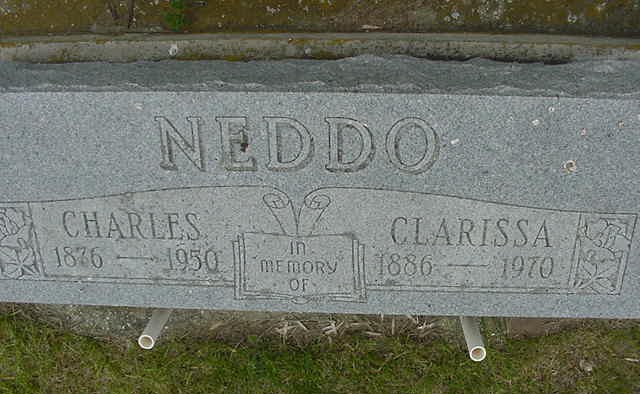 NEDDO
CHARLES
1876 — 1950
IN
MEMORY
OF
CLARISSA
1886 — 1970